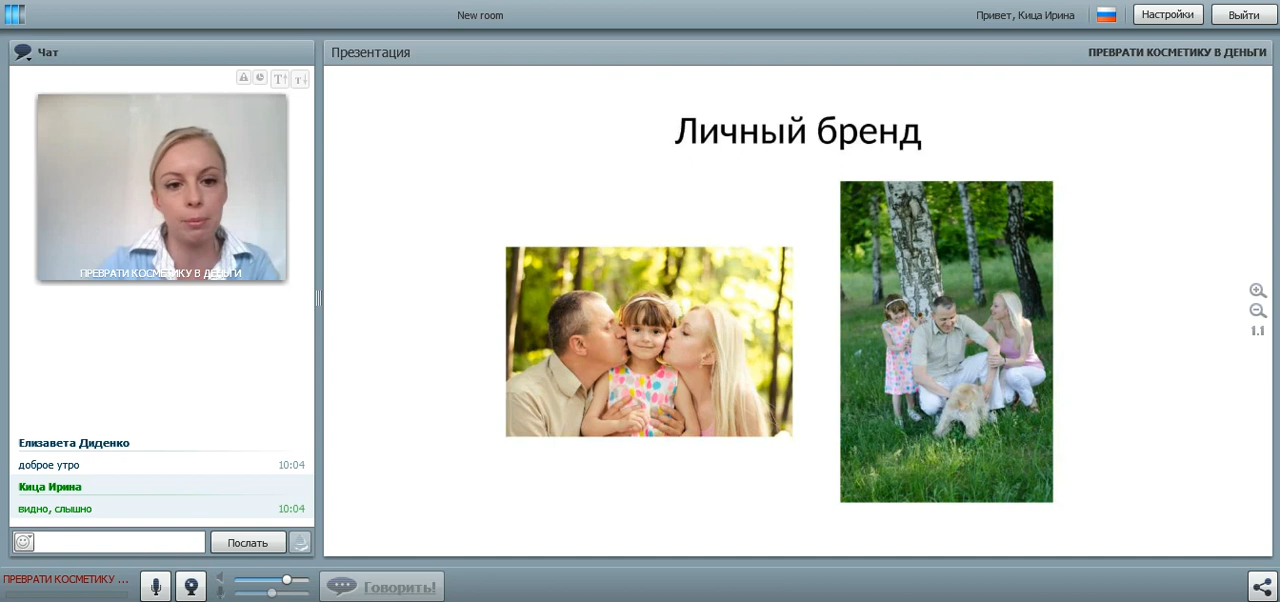 New room
Привет, Кица Ирина
Настройки
Выйти
Чат
T↑
T↓
ПРЕВРАТИ КОСМЕТИКУ В ДЕНЬГИ
Елизавета Диденко
доброе утро 10:04
Кица Ирина
видно, слышно 10:04
Послать
Презентация
ПРЕВРАТИ КОСМЕТИКУ В ДЕНЬГИ
Личный бренд
1.1
ПРЕВРАТИ КОСМЕТИКУ ...
Говорить!